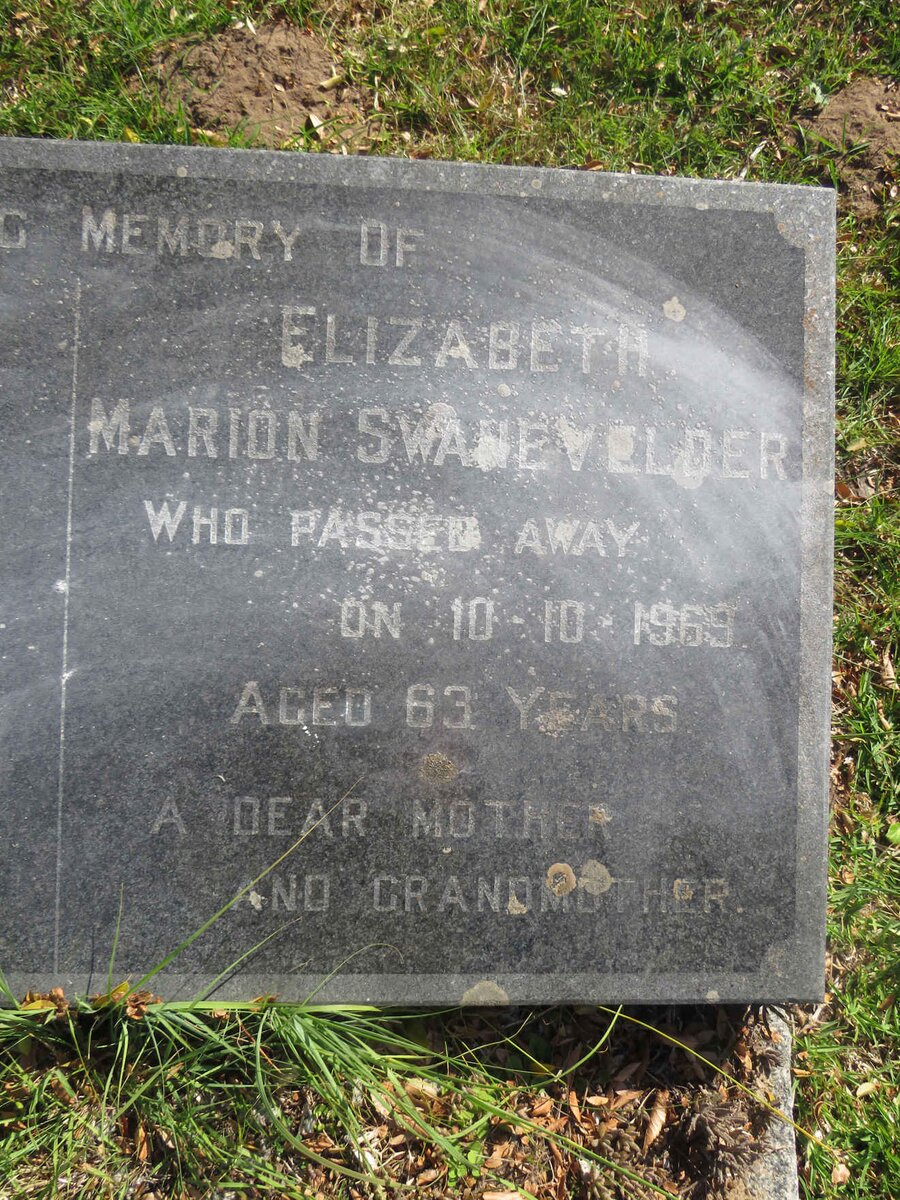 G MEMORY OF
ELIZABETH
MARION SWANEVELDER
WHO PASSED AWAY
ON 10 · 10 · 1969
AGED 63 YEARS.
A DEAR MOTHER
AND GRANDMOTHER.